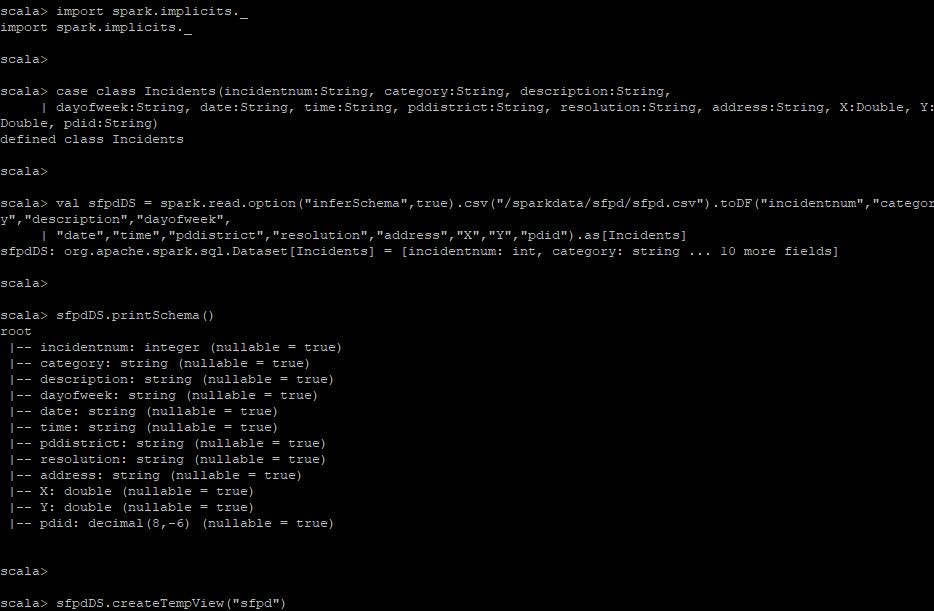 scala> import spark.implicits._
import spark.implicits._
scala>
scala> case class Incidents(incidentnum:String, category:String, description:String,
     | dayofweek:String, date:String, time:String, pddistrict:String, resolution:String, address:String, X:Double, Y:
Double, pdid:String)
defined class Incidents
scala>
scala> val sfpdDS = spark.read.option("inferSchema",true).csv("/sparkdata/sfpd/sfpd.csv").toDF("incidentnum","categor
y","description","dayofweek",
     | "date","time","pddistrict","resolution","address","X","Y","pdid").as[Incidents]
sfpdDS: org.apache.spark.sql.Dataset[Incidents] = [incidentnum: int, category: string ... 10 more fields]
scala>
scala> sfpdDS.printSchema()
root
 |-- incidentnum: integer (nullable = true)
 |-- category: string (nullable = true)
 |-- description: string (nullable = true)
 |-- dayofweek: string (nullable = true)
 |-- date: string (nullable = true)
 |-- time: string (nullable = true)
 |-- pddistrict: string (nullable = true)
 |-- resolution: string (nullable = true)
 |-- address: string (nullable = true)
 |-- X: double (nullable = true)
 |-- Y: double (nullable = true)
 |-- pdid: decimal(8,-6) (nullable = true)
scala>
scala> sfpdDS.createTempView("sfpd")